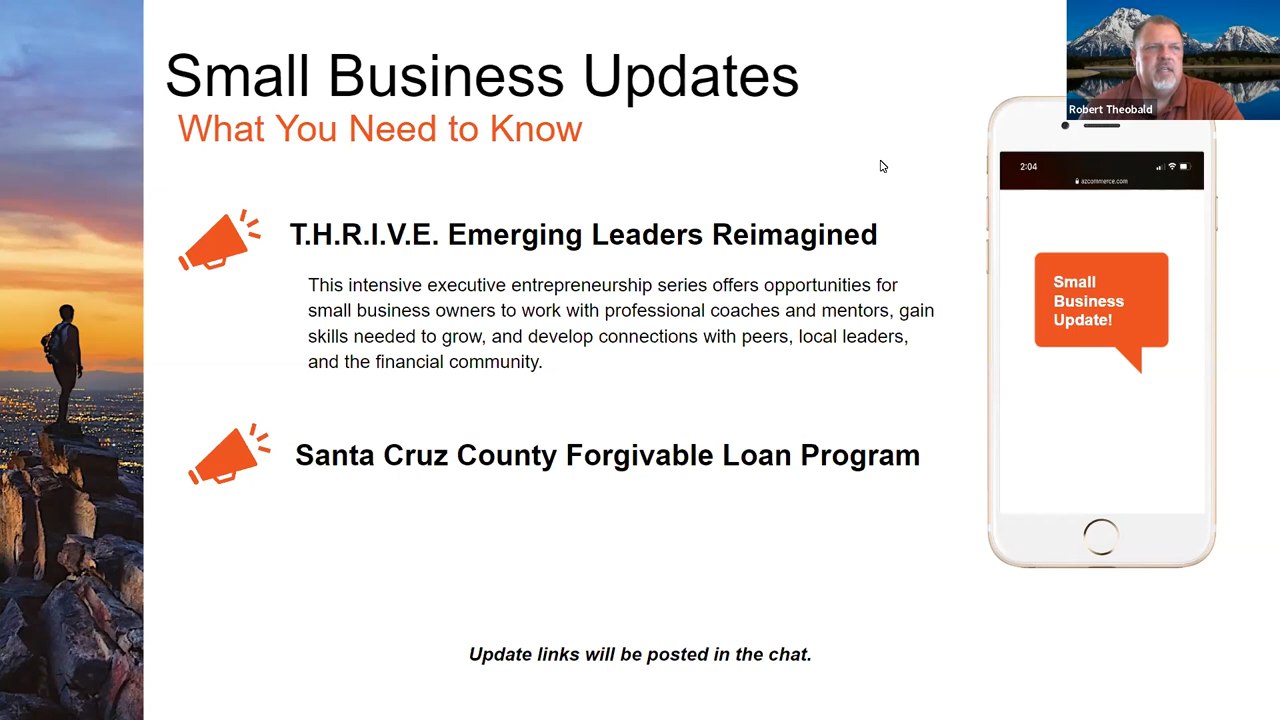 Small Business Updates
What You Need to Know
Robert Theobald
2:04
azcommerce.com
T.H.R.I.V.E. Emerging Leaders Reimagined
This intensive executive entrepreneurship series offers opportunities for
small business owners to work with professional coaches and mentors, gain
skills needed to grow, and develop connections with peers, local leaders,
and the financial community.
Small
Business
Update!
Santa Cruz County Forgivable Loan Program
Update links will be posted in the chat.